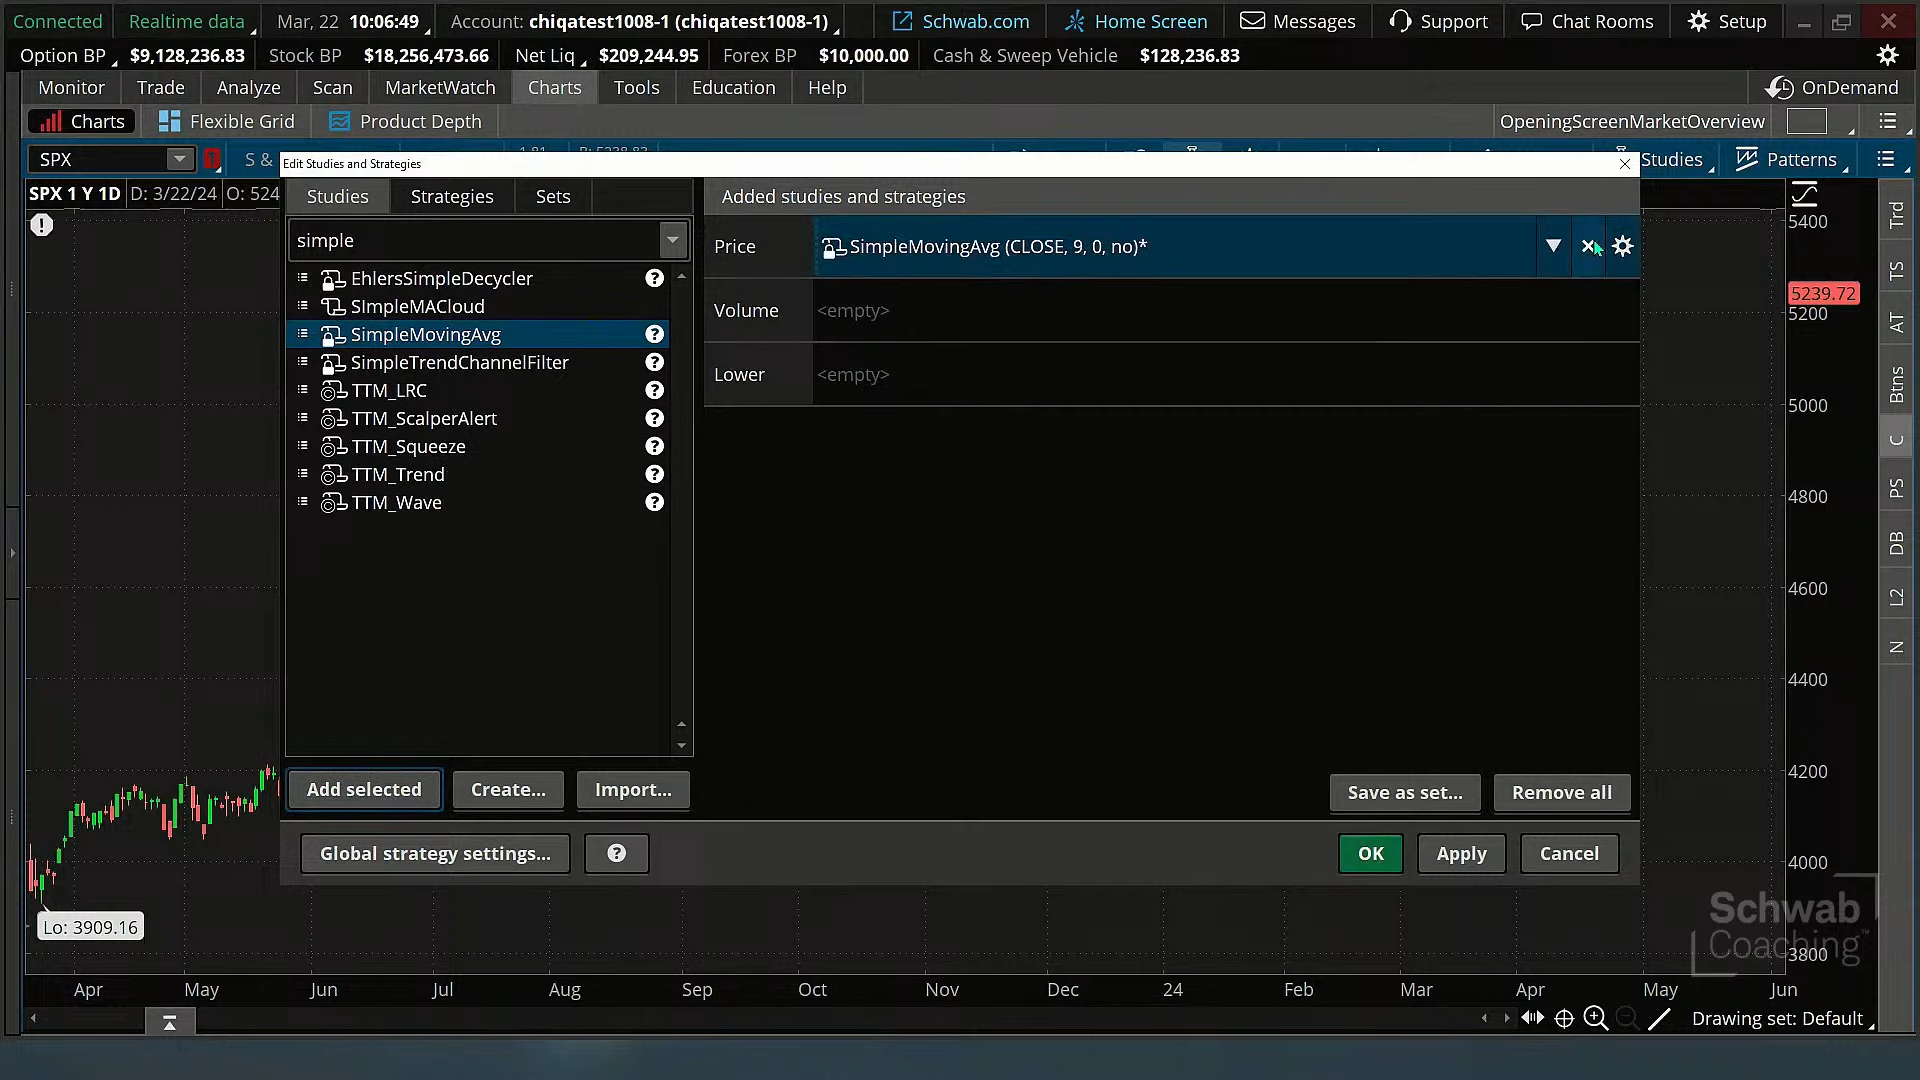 Connected Realtime data Mar, 22 10:06:49 Account: chiqatest1008-1 (chiqatest1008-1) Schwab.com Home Screen Messages Support Chat Rooms Setup
Option BP $9,128,236.83 Stock BP $18,256,473.66 Net Liq $209,244.95 Forex BP $10,000.00 Cash & Sweep Vehicle $128,236.83
Monitor Trade Analyze Scan MarketWatch Charts Tools Education Help OnDemand
Charts Flexible Grid Product Depth OpeningScreenMarketOverview
SPX S & Studies Patterns
Edit Studies and Strategies
SPX 1 Y 1D D: 3/22/24 O: 524
Studies Strategies Sets Added studies and strategies
simple
Price SimpleMovingAvg (CLOSE, 9, 0, no)*
EhlersSimpleDecycler
SImpleMACloud
Volume <empty>
SimpleMovingAvg
SimpleTrendChannelFilter
Lower <empty>
TTM_LRC
TTM_ScalperAlert
TTM_Squeeze
TTM_Trend
TTM_Wave
Add selected Create... Import... Save as set... Remove all
Global strategy settings... ? OK Apply Cancel
5400
5239.72
5200
5000
4800
4600
4400
4200
4000
3800
Trd
TS
AT
Btns
C
PS
DB
L2
N
Lo: 3909.16
Schwab
Coaching™
Apr May Jun Jul Aug Sep Oct Nov Dec 24 Feb Mar Apr May Jun
Drawing set: Default